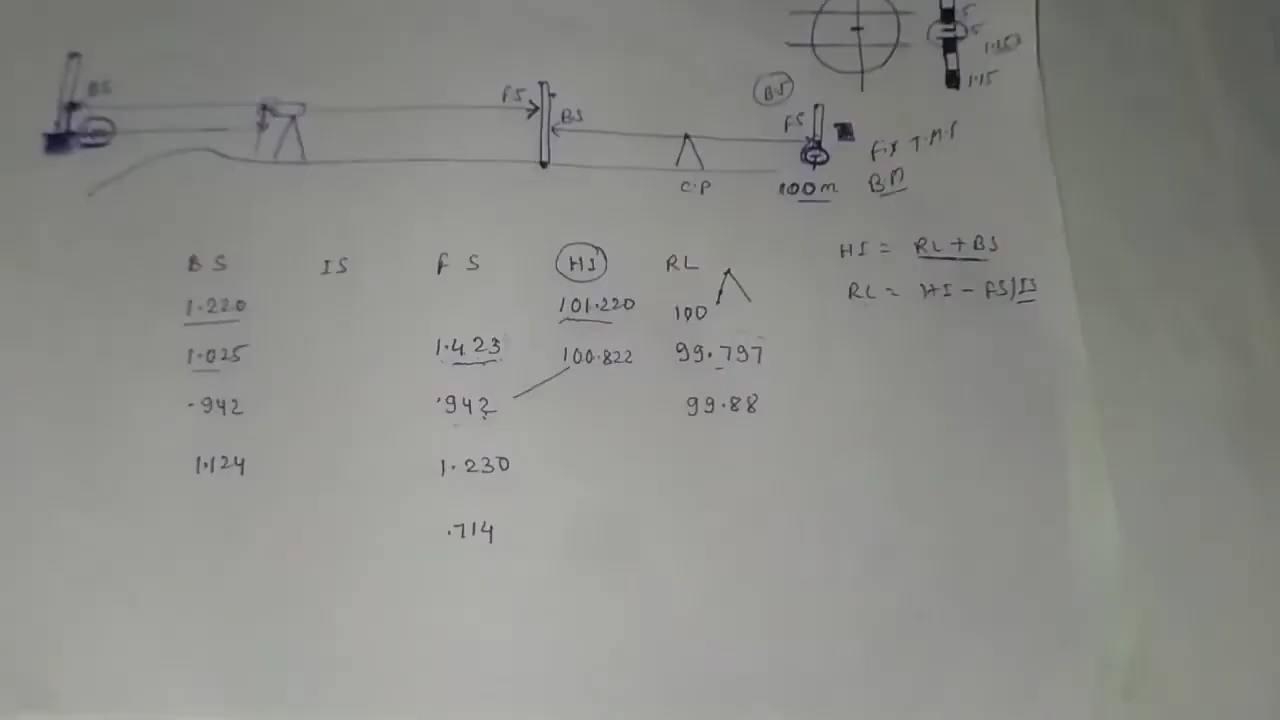 5
5
1.15
BS
FS
BS
BS
FS
C.P
100m
Fix T.M.P
BM
BS IS FS HI RL
1.220 101.220 100
1.025 1.423 100.822 99.797
.942 .942 99.88
1.124 1.230
.714
HI = RL + BS
RL = HI - FS/IS